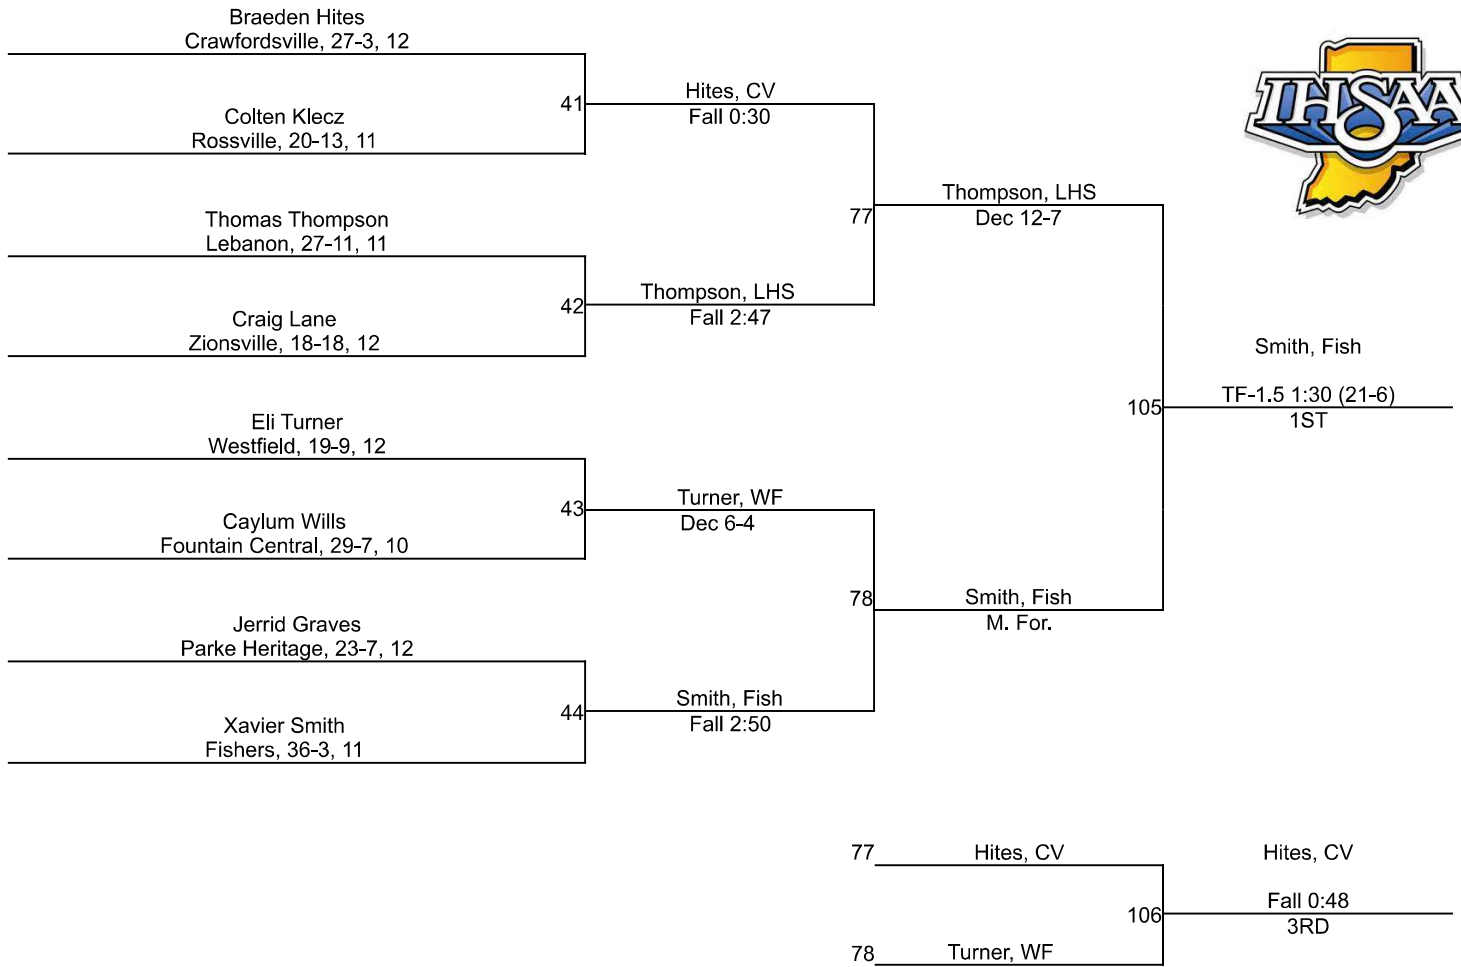 Braeden Hites
Crawfordsville, 27-3, 12
41
Hites, CV
Fall 0:30
Colten Klecz
Rossville, 20-13, 11
IHSAA
77
Thompson, LHS
Dec 12-7
Thomas Thompson
Lebanon, 27-11, 11
42
Thompson, LHS
Fall 2:47
Craig Lane
Zionsville, 18-18, 12
Smith, Fish
105
TF-1.5 1:30 (21-6)
1ST
Eli Turner
Westfield, 19-9, 12
43
Turner, WF
Dec 6-4
Caylum Wills
Fountain Central, 29-7, 10
78
Smith, Fish
M. For.
Jerrid Graves
Parke Heritage, 23-7, 12
44
Smith, Fish
Fall 2:50
Xavier Smith
Fishers, 36-3, 11
77
Hites, CV
Hites, CV
106
Fall 0:48
3RD
78
Turner, WF